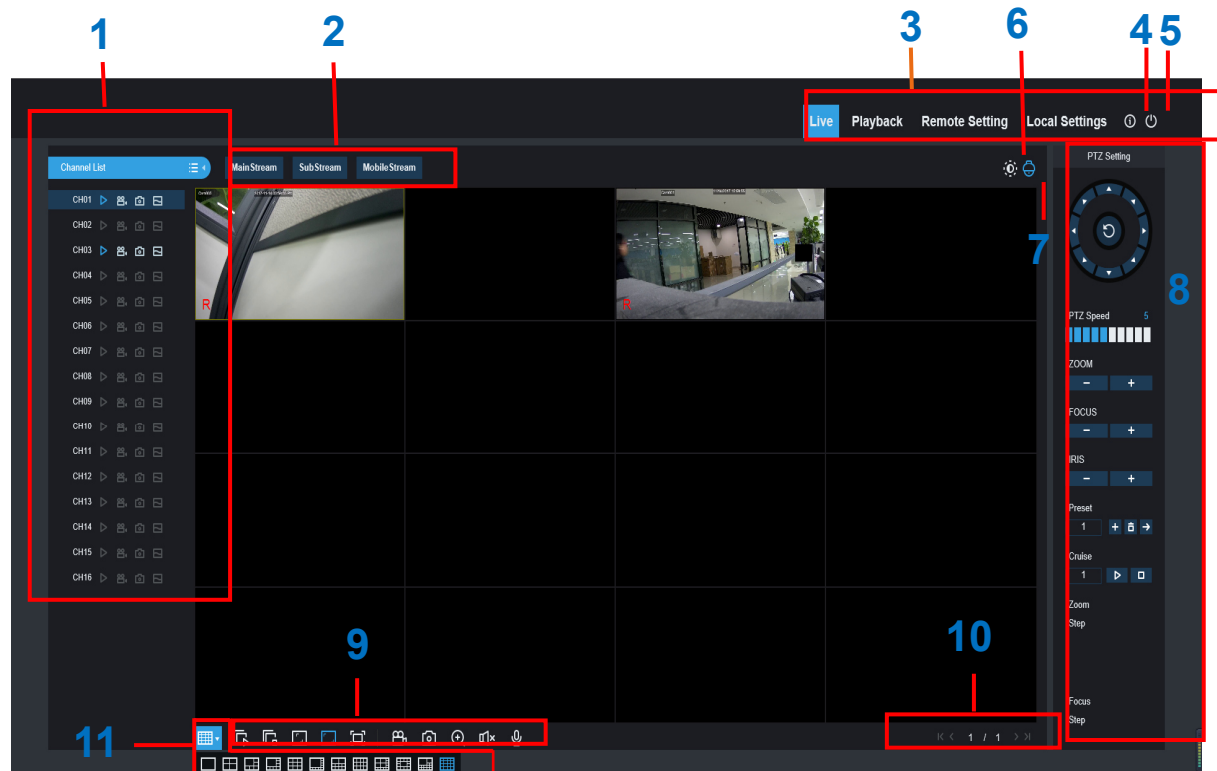 1
2
3
6
4
5
Live Playback Remote Setting Local Settings
Channel List
MainStream SubStream MobileStream
PTZ Setting
7
8
CH01
CH02
CH03
CH04
CH05
CH06
CH07
CH08
CH09
CH10
CH11
CH12
CH13
CH14
CH15
CH16
R
R
PTZ Speed 5
ZOOM
− +
FOCUS
− +
IRIS
− +
Preset
1 +
Cruise
1
Zoom
Step
Focus
Step
9
10
11
1 / 1